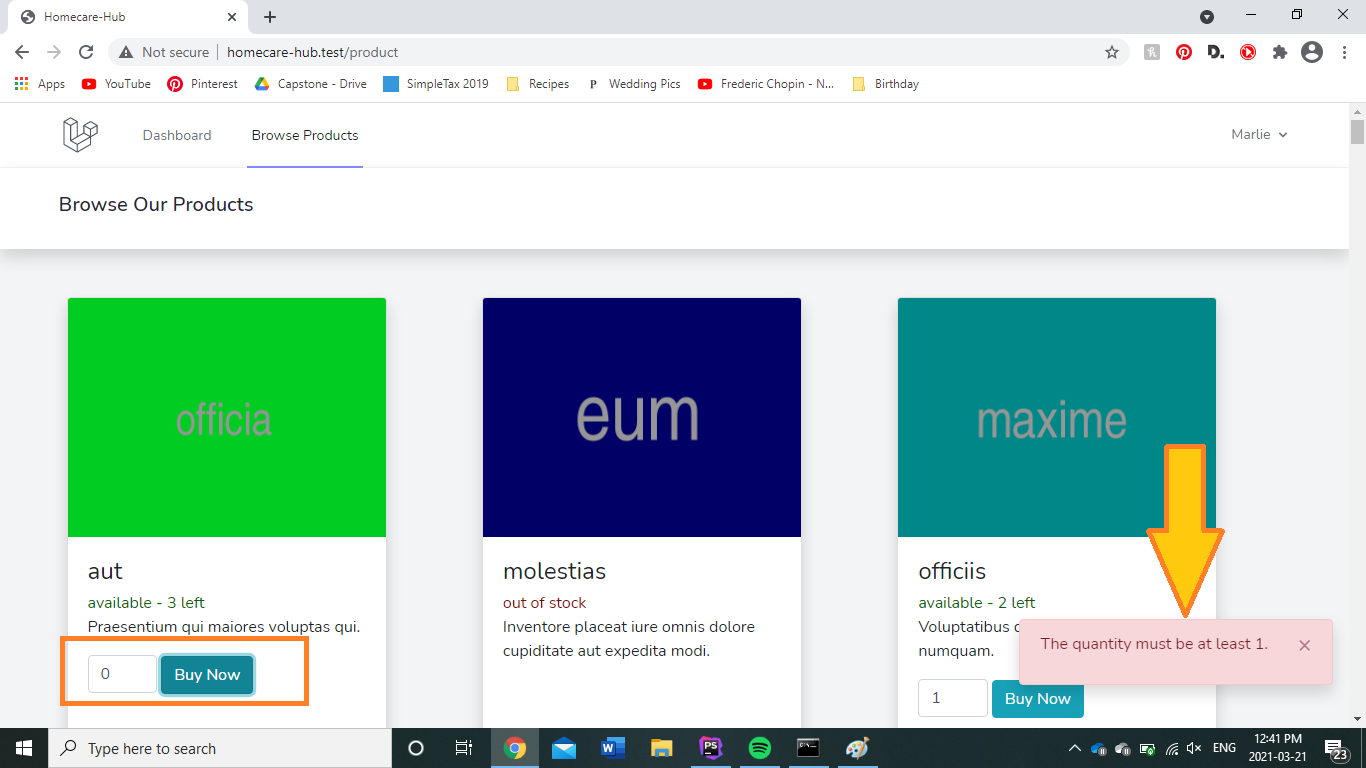 Homecare-Hub
Not secure homecare-hub.test/product
Apps YouTube Pinterest Capstone - Drive SimpleTax 2019 Recipes P Wedding Pics Frederic Chopin - N... Birthday
Dashboard Browse Products Marlie
Browse Our Products
officia
eum
maxime
aut
available - 3 left
Praesentium qui maiores voluptas qui.
0 Buy Now
molestias
out of stock
Inventore placeat iure omnis dolore
cupiditate aut expedita modi.
officiis
available - 2 left
Voluptatibus
numquam.
1 Buy Now
The quantity must be at least 1. ×
Type here to search
W
PS
ENG
12:41 PM
2021-03-21
23